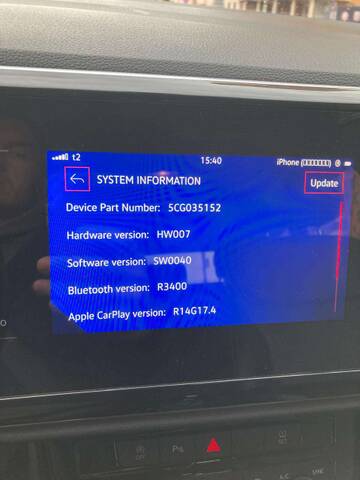 t2 15:40 iPhone
SYSTEM INFORMATION
Update
Device Part Number: 5CG035152
Hardware version: HW007
Software version: SW0040
Bluetooth version: R3400
Apple CarPlay version: R14G17.4